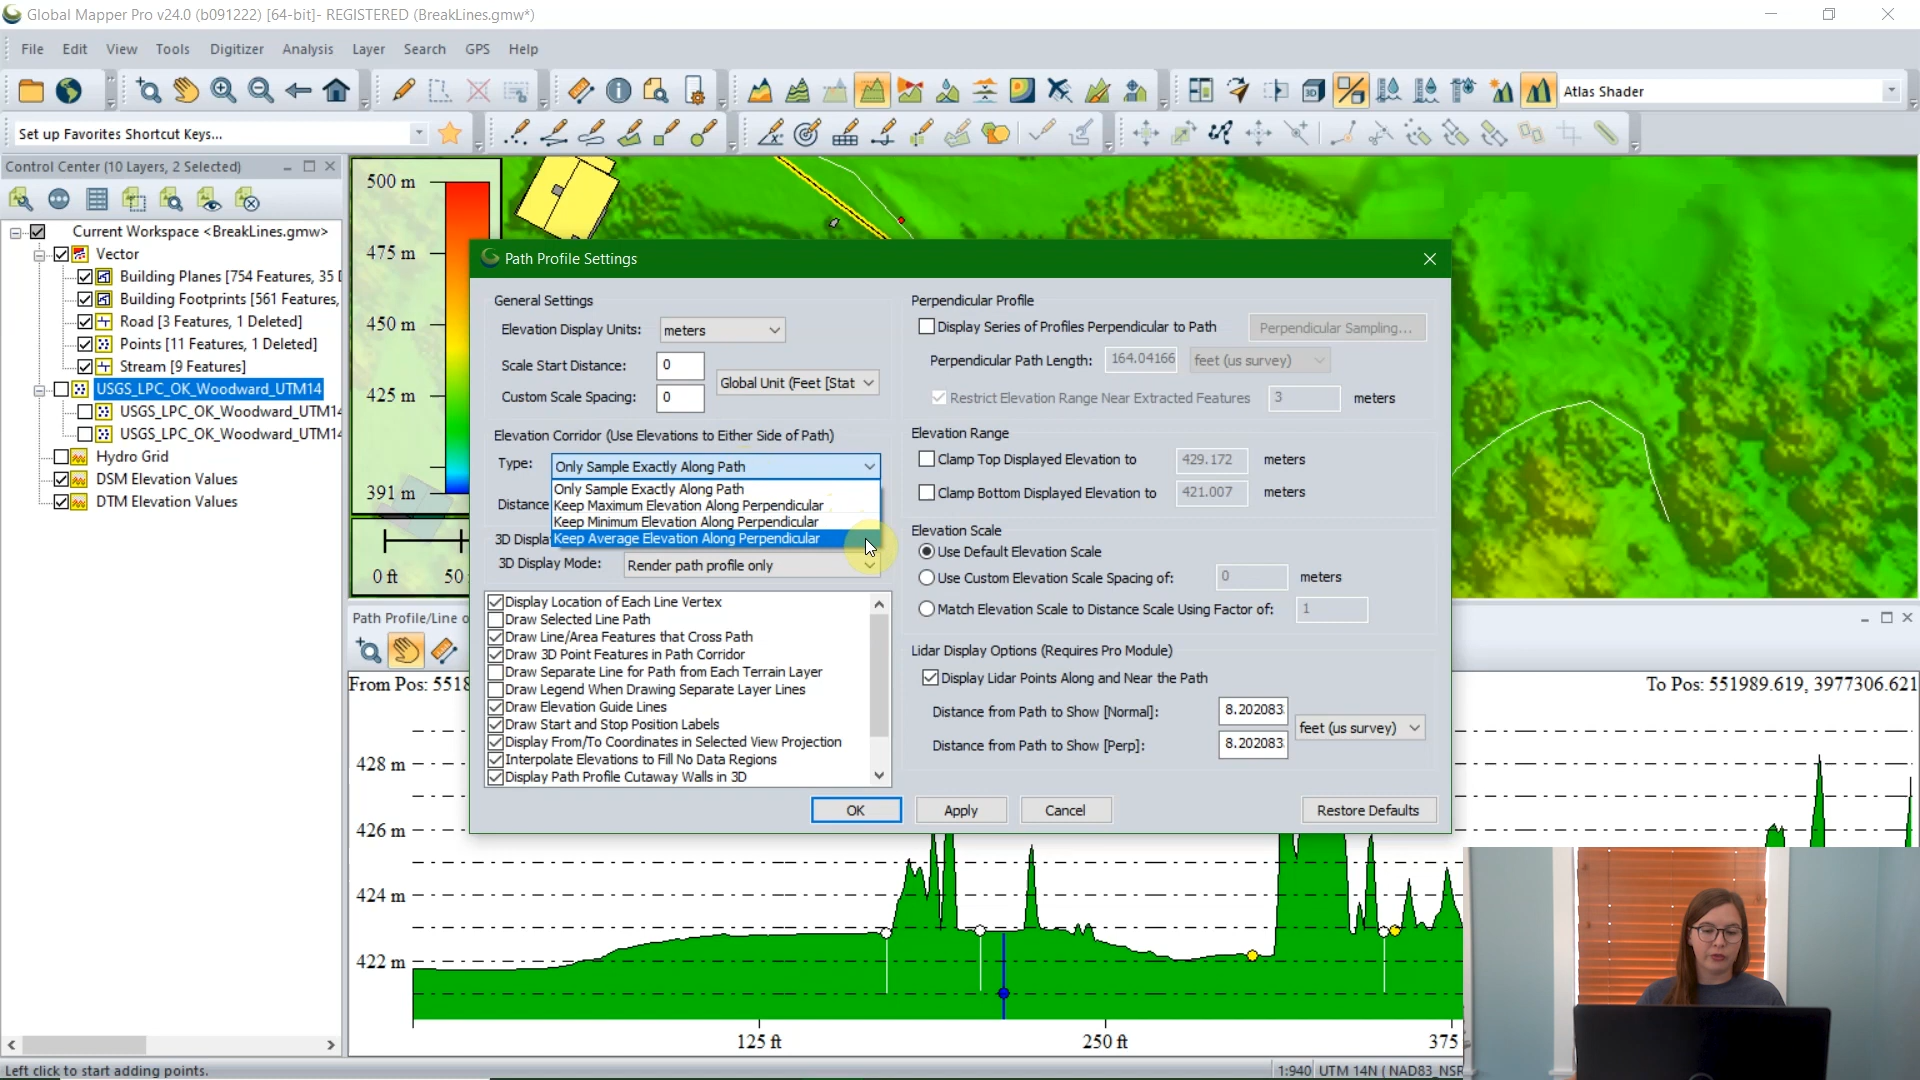 Global Mapper Pro v24.0 (b091222) [64-bit]- REGISTERED (BreakLines.gmw*)
File Edit View Tools Digitizer Analysis Layer Search GPS Help
Atlas Shader
Set up Favorites Shortcut Keys...
Control Center (10 Layers, 2 Selected)
Current Workspace <BreakLines.gmw>
Vector
Building Planes [754 Features, 35
Building Footprints [561 Features,
Road [3 Features, 1 Deleted]
Points [11 Features, 1 Deleted]
Stream [9 Features]
USGS_LPC_OK_Woodward_UTM14
USGS_LPC_OK_Woodward_UTM14
USGS_LPC_OK_Woodward_UTM14
Hydro Grid
DSM Elevation Values
DTM Elevation Values
500 m
475 m
450 m
425 m
391 m
0 ft 50
Path Profile Settings
General Settings
Elevation Display Units: meters
Scale Start Distance: 0
Custom Scale Spacing: 0
Global Unit (Feet [Stat
Elevation Corridor (Use Elevations to Either Side of Path)
Type: Only Sample Exactly Along Path
Only Sample Exactly Along Path
Distance Keep Maximum Elevation Along Perpendicular
Keep Minimum Elevation Along Perpendicular
3D Displa Keep Average Elevation Along Perpendicular
3D Display Mode: Render path profile only
Display Location of Each Line Vertex
Draw Selected Line Path
Draw Line/Area Features that Cross Path
Draw 3D Point Features in Path Corridor
Draw Separate Line for Path from Each Terrain Layer
Draw Legend When Drawing Separate Layer Lines
Draw Elevation Guide Lines
Draw Start and Stop Position Labels
Display From/To Coordinates in Selected View Projection
Interpolate Elevations to Fill No Data Regions
Display Path Profile Cutaway Walls in 3D
Perpendicular Profile
Display Series of Profiles Perpendicular to Path Perpendicular Sampling...
Perpendicular Path Length: 164.04166 feet (us survey)
Restrict Elevation Range Near Extracted Features 3 meters
Elevation Range
Clamp Top Displayed Elevation to 429.172 meters
Clamp Bottom Displayed Elevation to 421.007 meters
Elevation Scale
Use Default Elevation Scale
Use Custom Elevation Scale Spacing of: 0 meters
Match Elevation Scale to Distance Scale Using Factor of: 1
Lidar Display Options (Requires Pro Module)
Display Lidar Points Along and Near the Path
Distance from Path to Show [Normal]: 8.202083
feet (us survey)
Distance from Path to Show [Perp]: 8.202083
OK Apply Cancel Restore Defaults
Path Profile/Line o
From Pos: 5518
To Pos: 551989.619, 3977306.621
428 m
426 m
424 m
422 m
125 ft 250 ft 375
Left click to start adding points.
1:940 UTM 14N ( NAD83_NSR